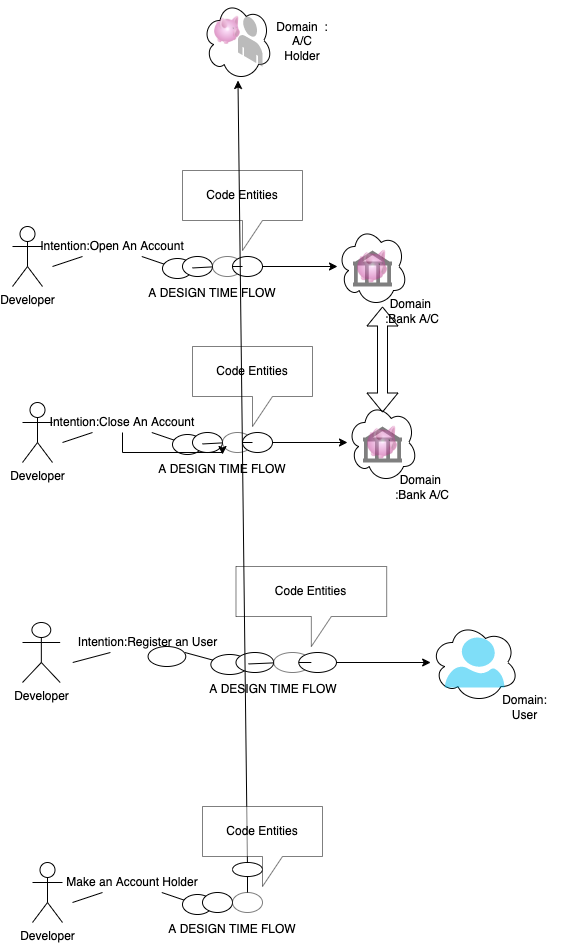 Domain :
A/C
Holder
Code Entities
Intention:Open An Account
Developer
A DESIGN TIME FLOW
Domain
:Bank A/C
Code Entities
Intention:Close An Account
Developer
A DESIGN TIME FLOW
Domain
:Bank A/C
Code Entities
Intention:Register an User
Developer
A DESIGN TIME FLOW
Domain:
User
Code Entities
Make an Account Holder
Developer
A DESIGN TIME FLOW